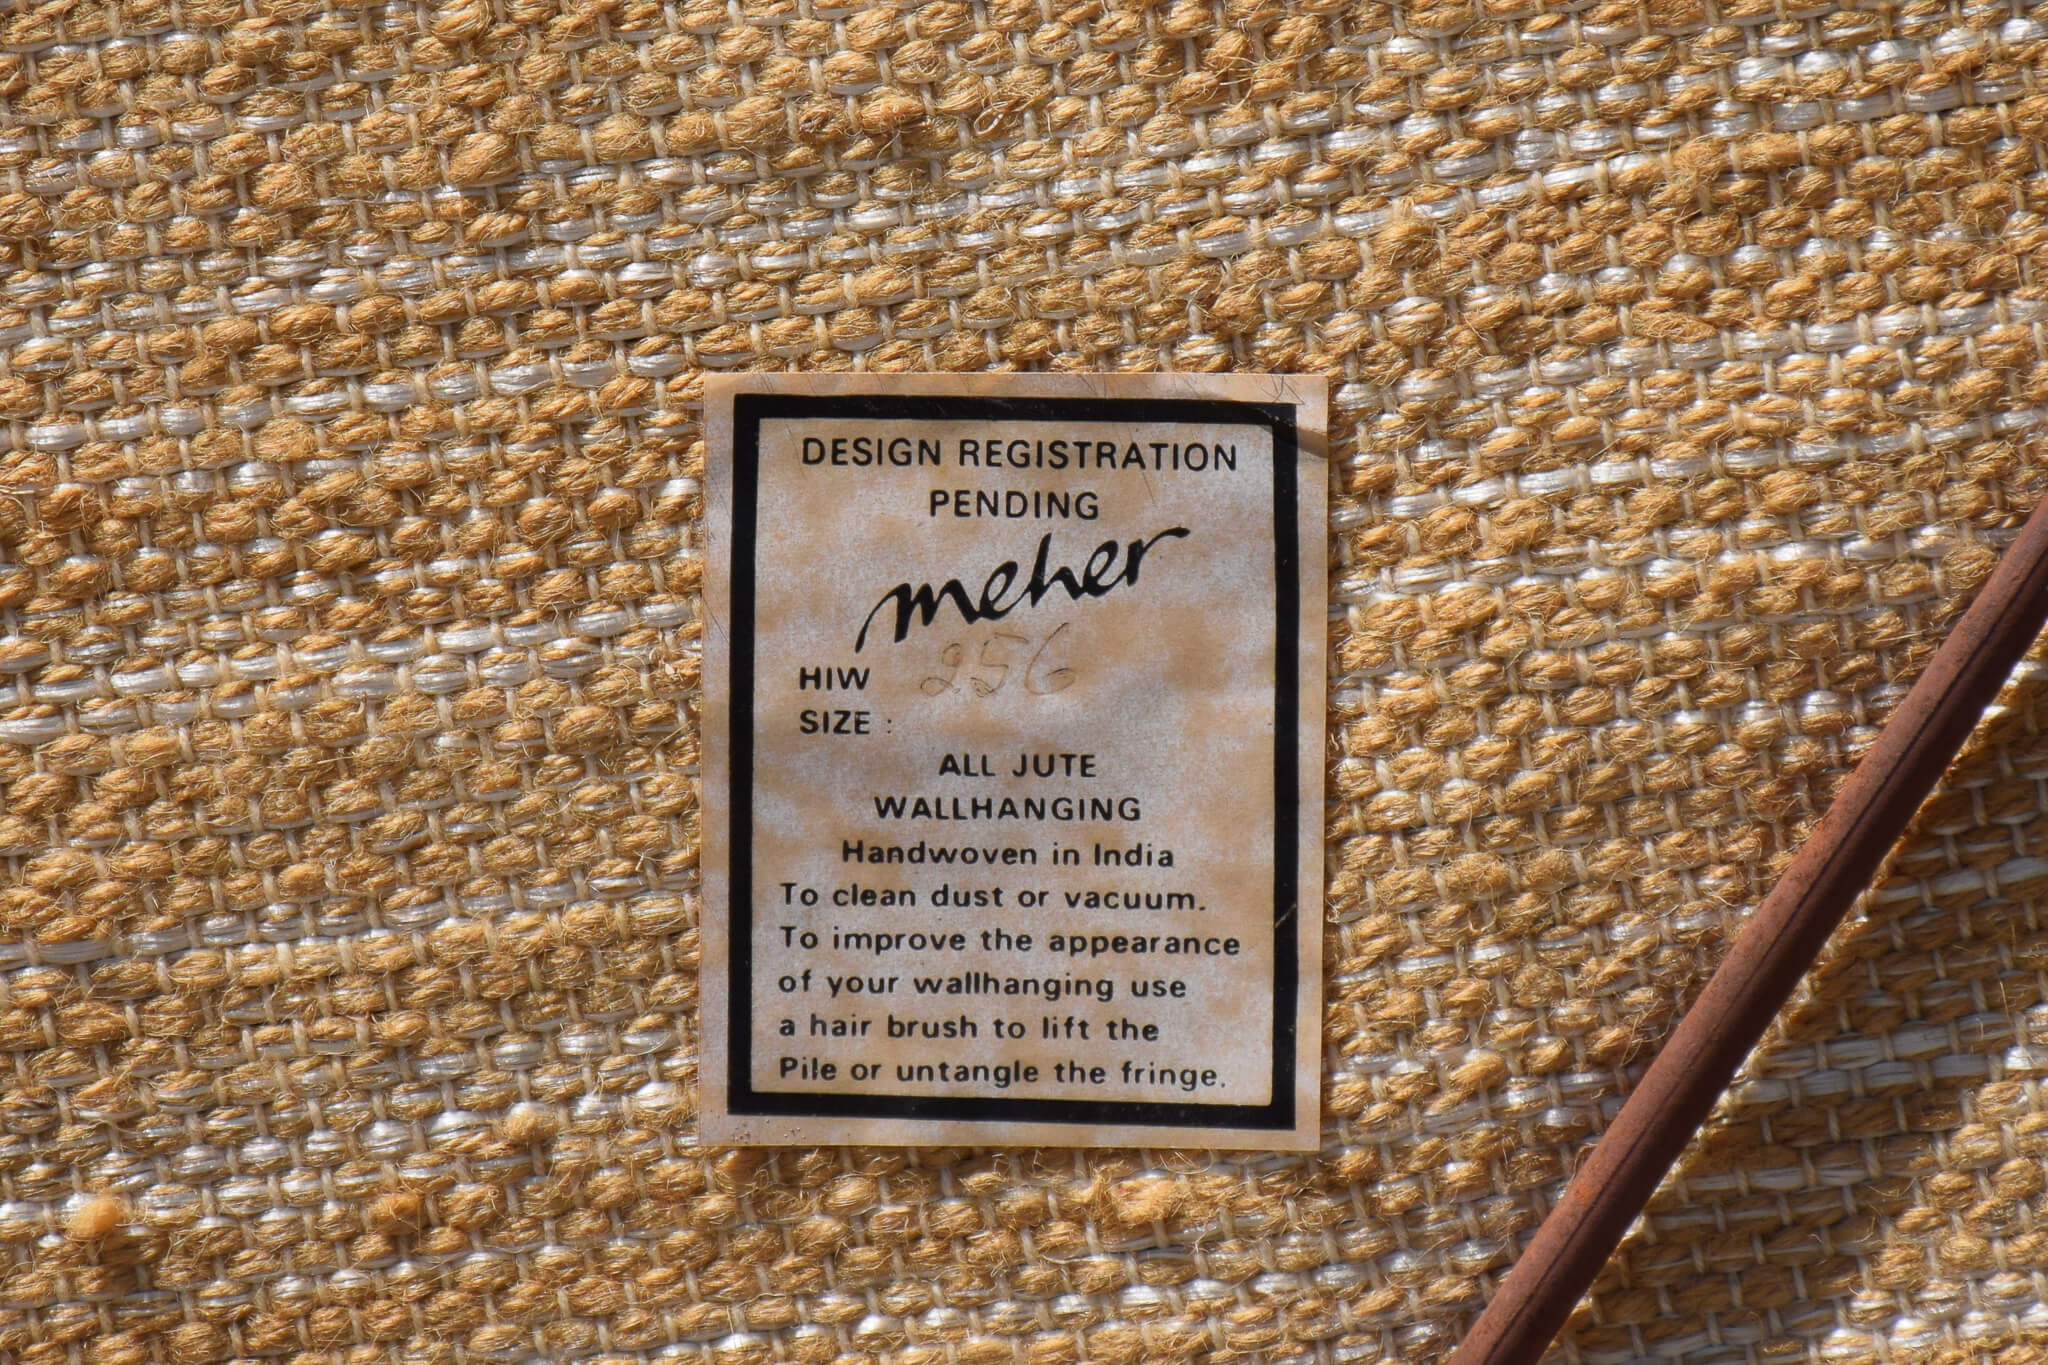 DESIGN REGISTRATION
PENDING
meher
HIW 256
SIZE :
ALL JUTE
WALLHANGING
Handwoven in India
To clean dust or vacuum.
To improve the appearance
of your wallhanging use
a hair brush to lift the
Pile or untangle the fringe.